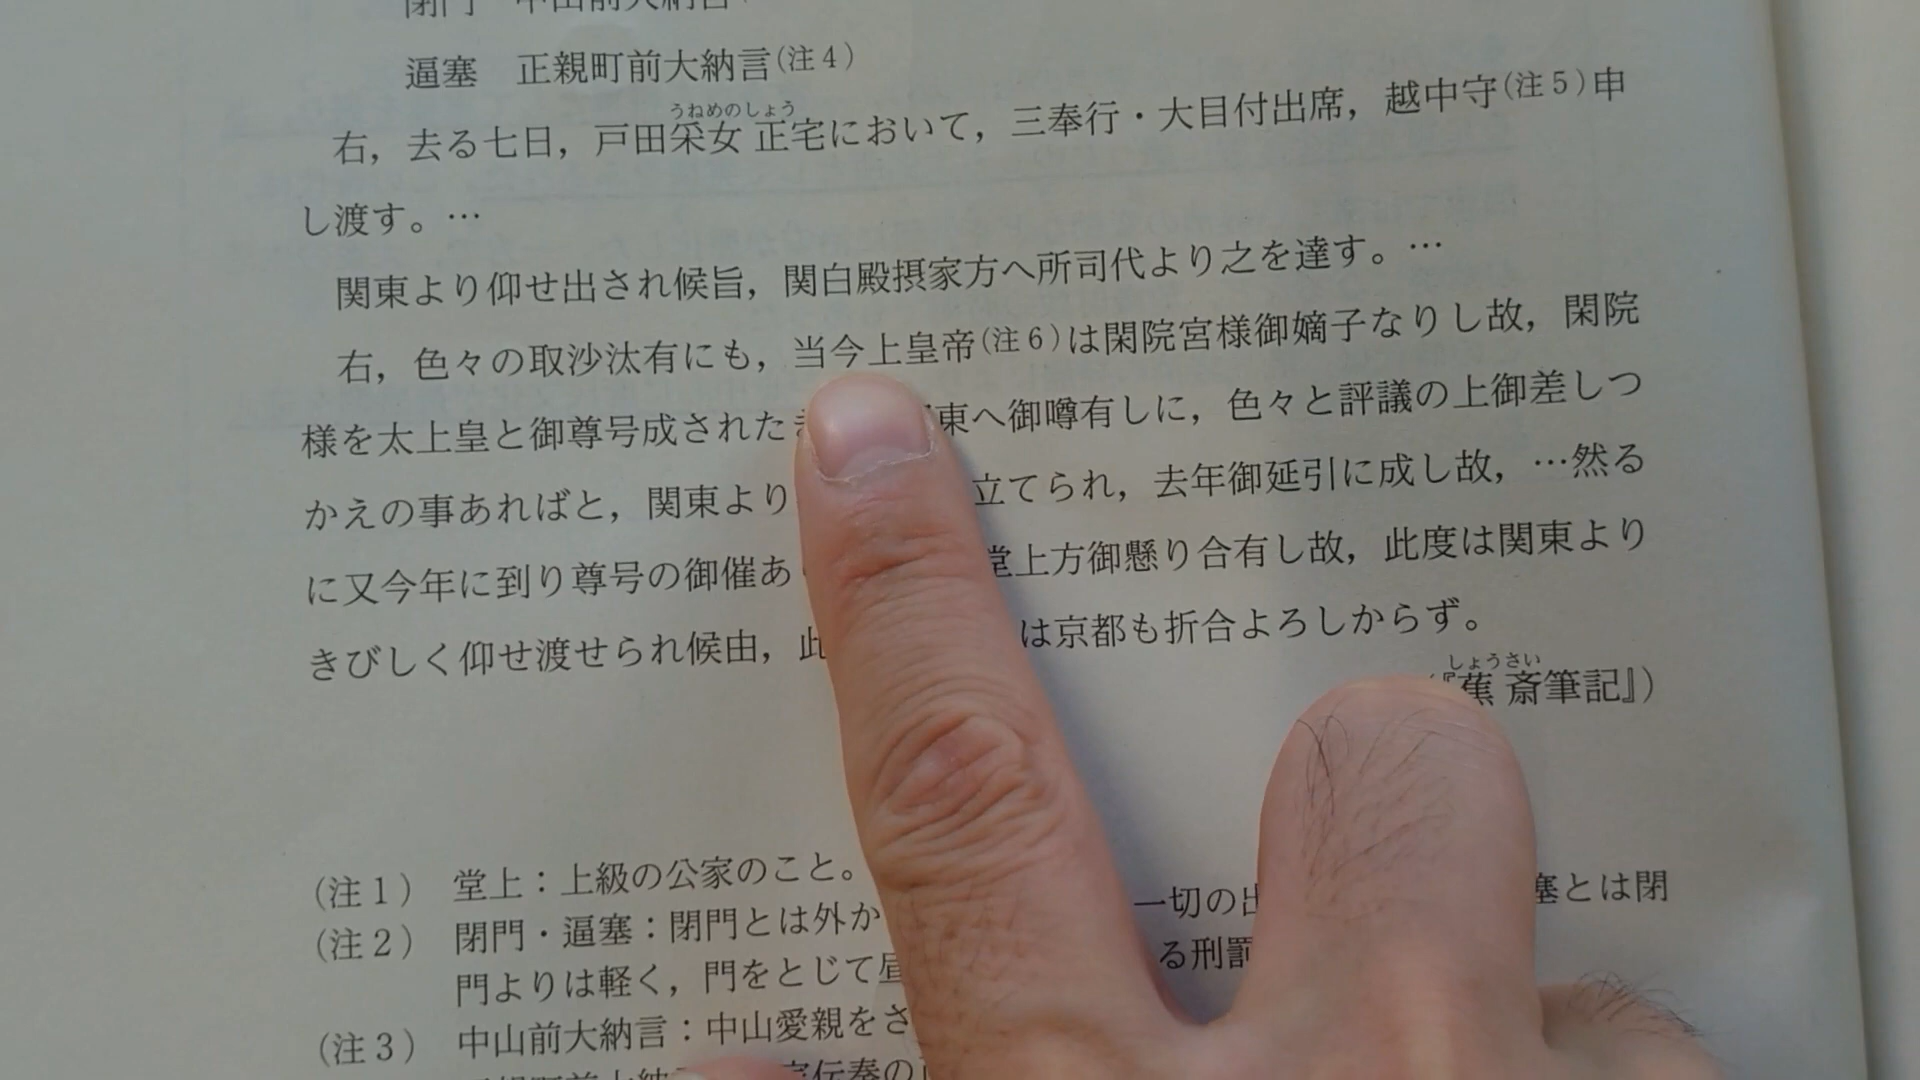 閉門 中山前大納言
逼塞 正親町前大納言(注4)
うねめのしょう
右，去る七日，戸田采女正宅において，三奉行・大目付出席，越中守(注5)申
し渡す。…
関東より仰せ出され候旨，関白殿摂家方へ所司代より之を達す。…
右，色々の取沙汰有にも，当今上皇帝(注6)は閑院宮様御嫡子なりし故，閑院
様を太上皇と御尊号成された 東へ御噂有しに，色々と評議の上御差しつ
かえの事あればと，関東より 立てられ，去年御延引に成し故，…然る
に又今年に到り尊号の御催あ 堂上方御懸り合有し故，此度は関東より
きびしく仰せ渡せられ候由，此 は京都も折合よろしからず。
しょうさい
『蕉斎筆記』）
(注1) 堂上：上級の公家のこと。
(注2) 閉門・逼塞：閉門とは外か 一切の出 塞とは閉
門よりは軽く，門をとじて昼 る刑罰
(注3) 中山前大納言：中山愛親をさ
伝奏の